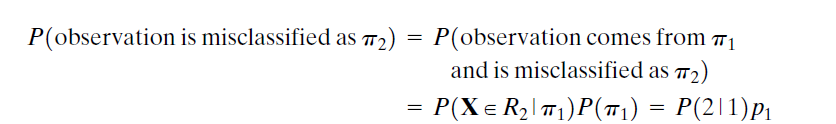 P(observation is misclassified as π₂) = P(observation comes from π₁
and is misclassified as π₂)
= P(X ∈ R₂|π₁)P(π₁) = P(2|1)p₁